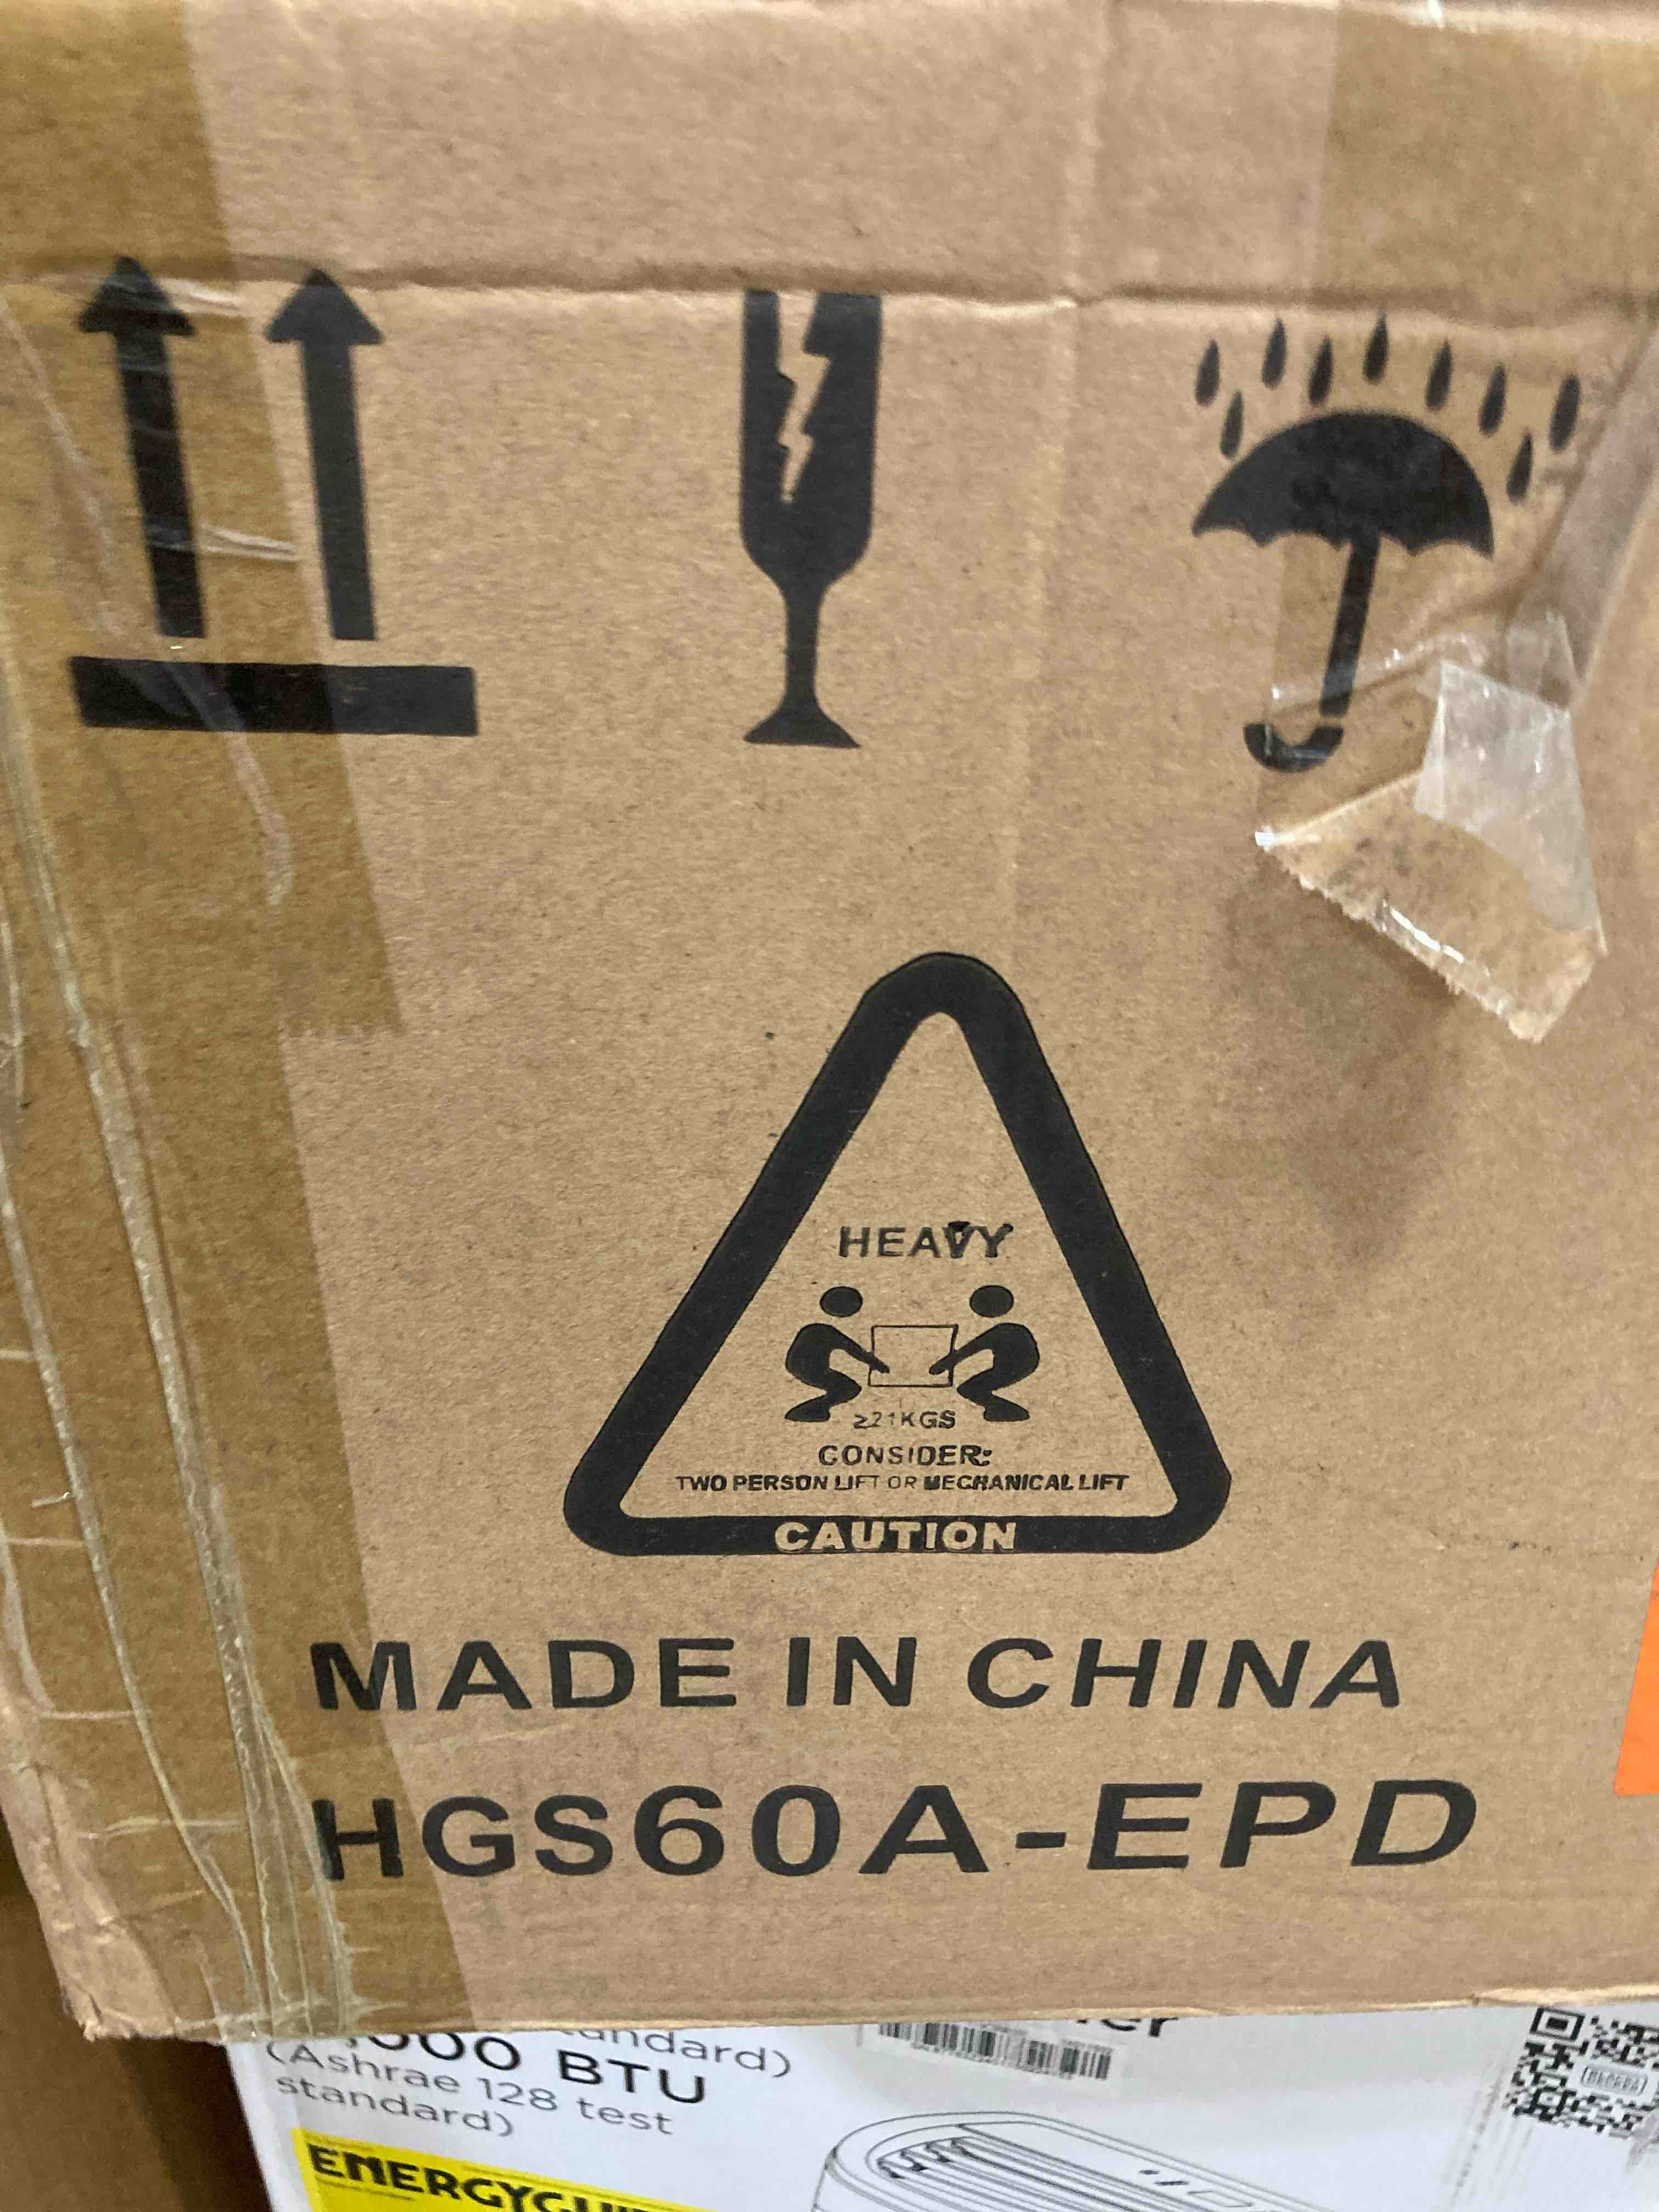 HEAVY
≥21KGS
CONSIDER:
TWO PERSON LIFT OR MECHANICAL LIFT
CAUTION
MADE IN CHINA
HGS60A-EPD
BTU
(Ashrae 128 test
standard)